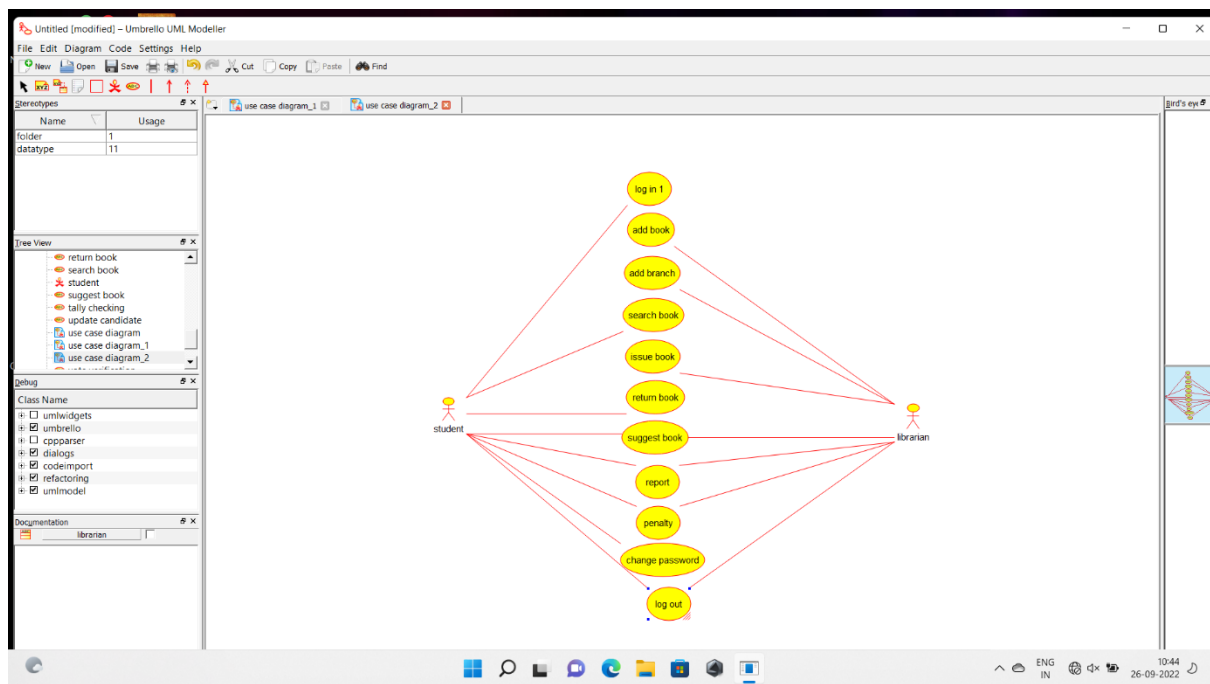 Untitled [modified] – Umbrello UML Modeller
File Edit Diagram Code Settings Help
New Open Save Cut Copy Paste Find
Stereotypes
Name Usage
folder 1
datatype 11
Tree View
return book
search book
student
suggest book
tally checking
update candidate
use case diagram
use case diagram_1
use case diagram_2
Debug
Class Name
umlwidgets
umbrello
cppparser
dialogs
codeimport
refactoring
umlmodel
Documentation
librarian
use case diagram_1 use case diagram_2
log in 1
add book
add branch
search book
issue book
return book
student
suggest book
librarian
report
penalty
change password
log out
Bird's eye
ENG
IN
10:44
26-09-2022